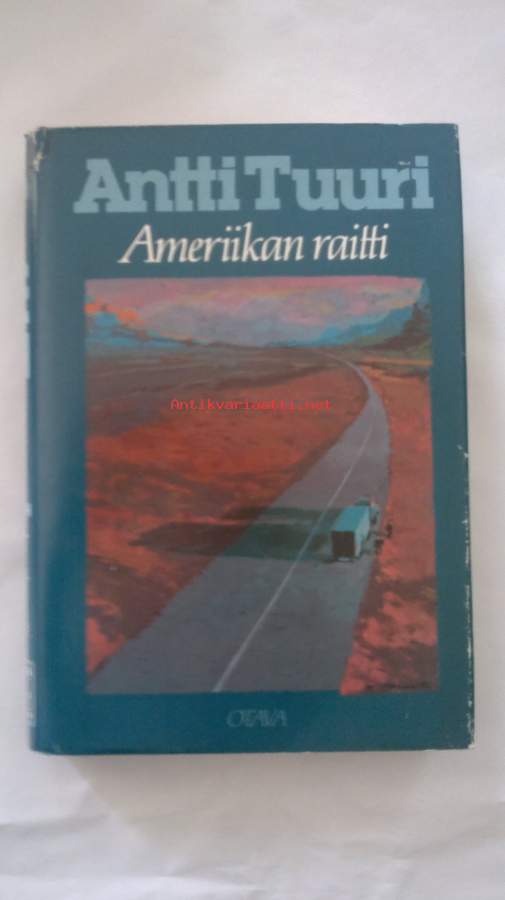 Antti Tuuri
Ameriikan raitti
Antikvariaatti.net
OTAVA